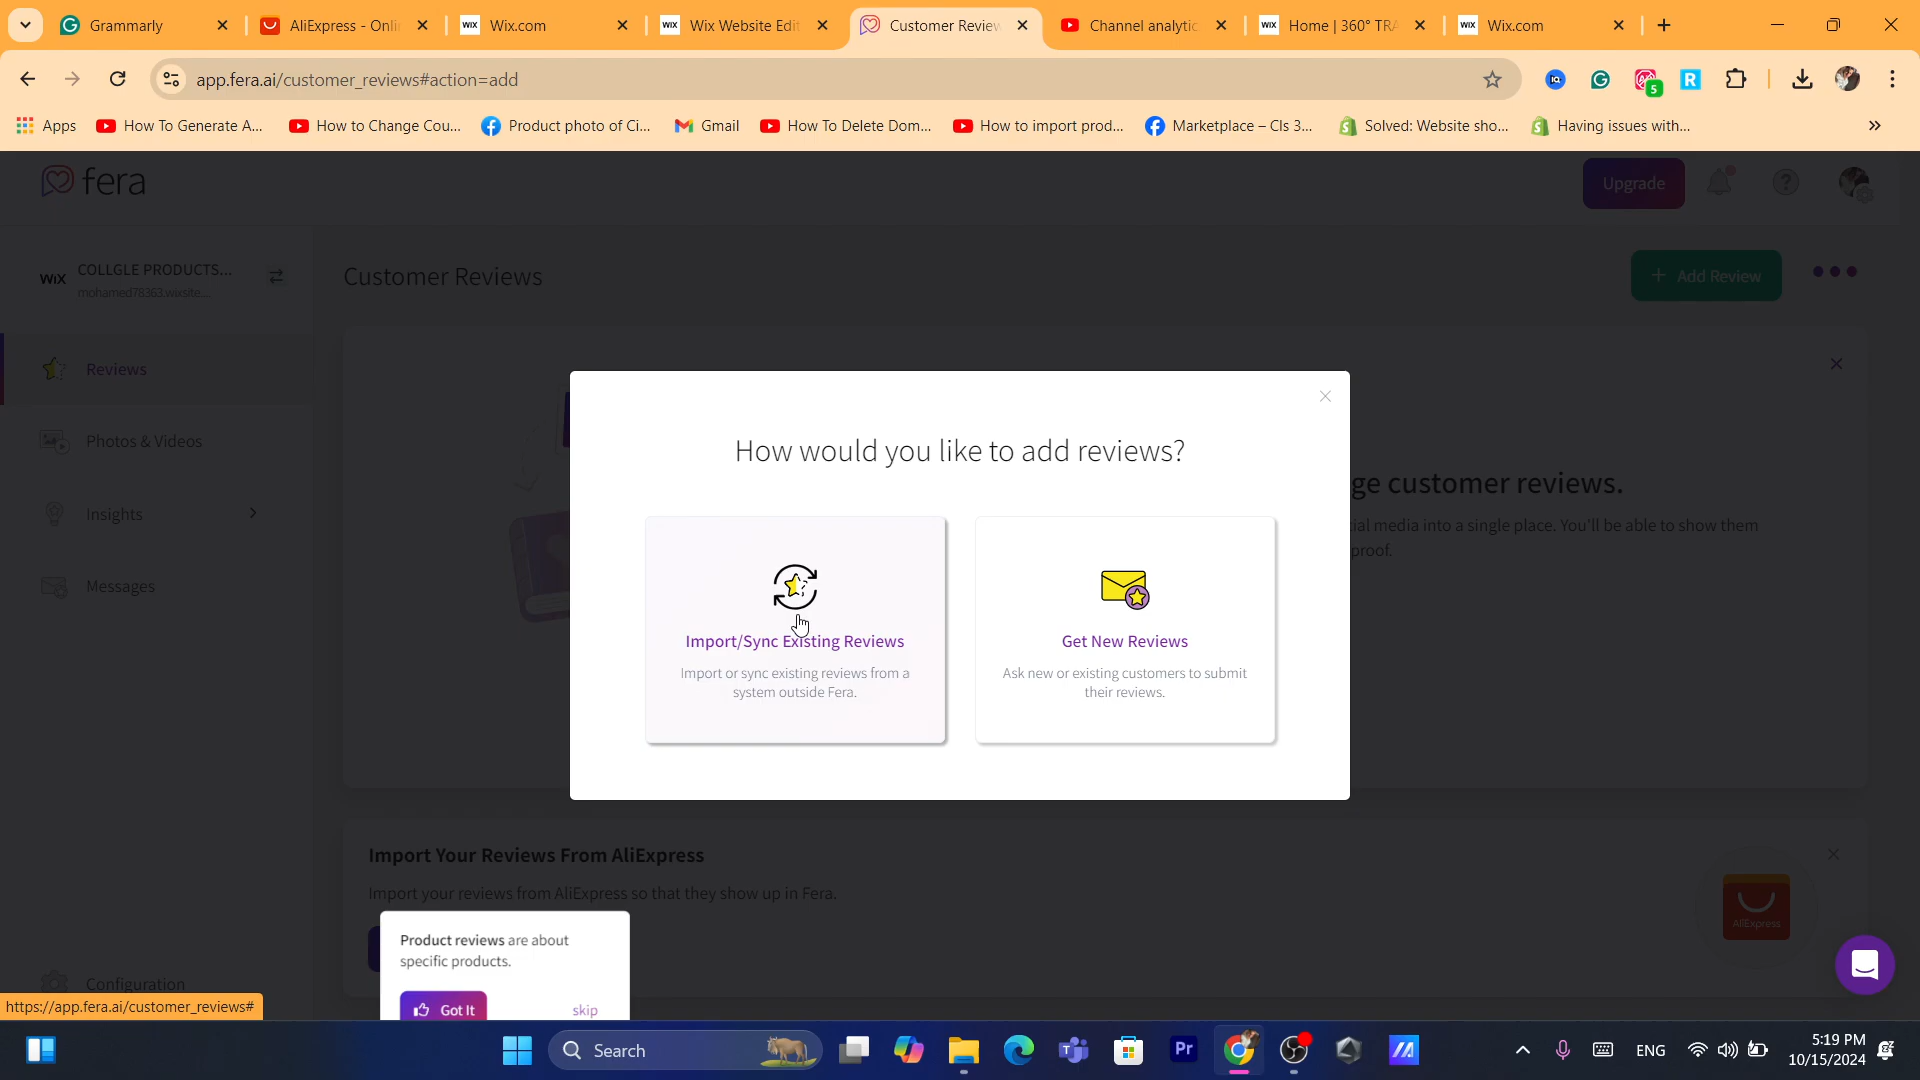 Grammarly
AliExpress - Onli
Wix.com
Wix Website Edit
Customer Review
Channel analytic
Home | 360° TRA
Wix.com
app.fera.ai/customer_reviews#action=add
5
Apps
How To Generate A...
How to Change Cou...
Product photo of Ci...
Gmail
How To Delete Dom...
How to import prod...
Marketplace – Cls 3...
Solved: Website sho...
Having issues with...
fera
Upgrade
WiX
COLLGLE PRODUCTS...
mohamed78363.wixsite....
Customer Reviews
+ Add Review
Reviews
Photos & Videos
Insights
Messages
Configuration
How would you like to add reviews?
Import/Sync Existing Reviews
Import or sync existing reviews from a
system outside Fera.
Get New Reviews
Ask new or existing customers to submit
their reviews.
ge customer reviews.
ial media into a single place. You'll be able to show them
proof.
Import Your Reviews From AliExpress
Import your reviews from AliExpress so that they show up in Fera.
AliExpress
Product reviews are about
specific products.
Got It
skip
https://app.fera.ai/customer_reviews#
Search
Pr
ENG
5:19 PM
10/15/2024